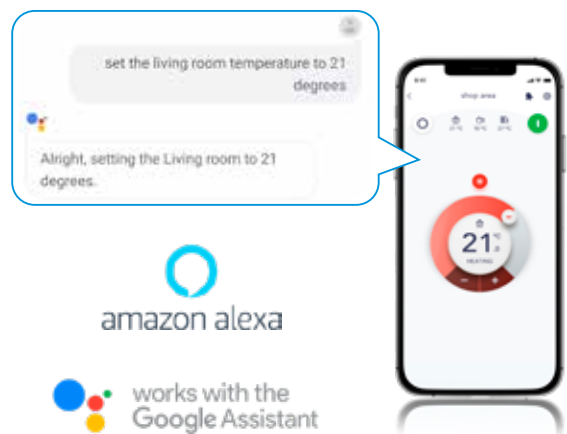 set the living room temperature to 21
degrees
Alright, setting the Living room to 21
degrees.
shop area
21
°C
HEATING
− +
amazon alexa
works with the
Google Assistant